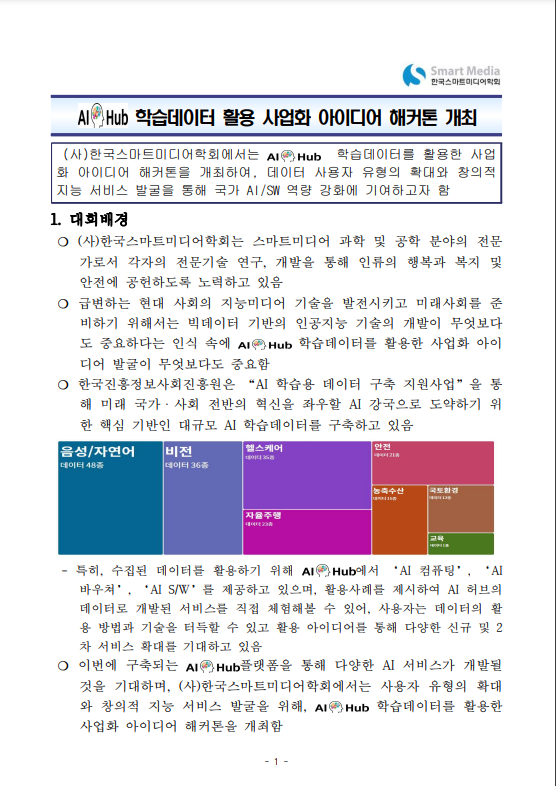 Smart Media
한국스마트미디어학회
AI Hub 학습데이터 활용 사업화 아이디어 해커톤 개최
(사)한국스마트미디어학회에서는 AI Hub 학습데이터를 활용한 사업
화 아이디어 해커톤을 개최하여, 데이터 사용자 유형의 확대와 창의적
지능 서비스 발굴을 통해 국가 AI/SW 역량 강화에 기여하고자 함
1. 대회배경
❍ (사)한국스마트미디어학회는 스마트미디어 과학 및 공학 분야의 전문
가로서 각자의 전문기술 연구, 개발을 통해 인류의 행복과 복지 및
안전에 공헌하도록 노력하고 있음
❍ 급변하는 현대 사회의 지능미디어 기술을 발전시키고 미래사회를 준
비하기 위해서는 빅데이터 기반의 인공지능 기술의 개발이 무엇보다
도 중요하다는 인식 속에 AI Hub 학습데이터를 활용한 사업화 아이
디어 발굴이 무엇보다도 중요함
❍ 한국진흥정보사회진흥원은 “AI 학습용 데이터 구축 지원사업”을 통
해 미래 국가·사회 전반의 혁신을 좌우할 AI 강국으로 도약하기 위
한 핵심 기반인 대규모 AI 학습데이터를 구축하고 있음
음성/자연어
데이터 48종
비전
데이터 36종
헬스케어
데이터 35종
자율주행
데이터 23종
안전
데이터 21종
농축수산
데이터 15종
국토환경
데이터
교육
데이터
- 특히, 수집된 데이터를 활용하기 위해 AI Hub에서 ‘AI 컴퓨팅’, ‘AI
바우처’, ‘AI S/W’를 제공하고 있으며, 활용사례를 제시하여 AI 허브의
데이터로 개발된 서비스를 직접 체험해볼 수 있어, 사용자는 데이터의 활
용 방법과 기술을 터득할 수 있고 활용 아이디어를 통해 다양한 신규 및 2
차 서비스 확대를 기대하고 있음
❍ 이번에 구축되는 AI Hub플랫폼을 통해 다양한 AI 서비스가 개발될
것을 기대하며, (사)한국스마트미디어학회에서는 사용자 유형의 확대
와 창의적 지능 서비스 발굴을 위해, AI Hub 학습데이터를 활용한
사업화 아이디어 해커톤을 개최함
- 1 -